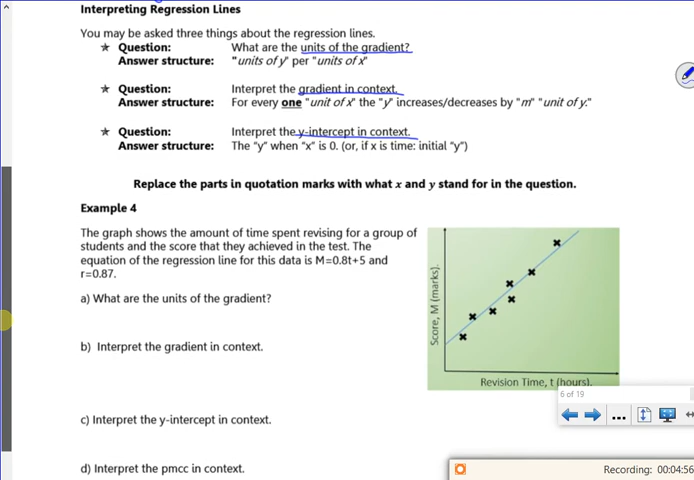 Interpreting Regression Lines
You may be asked three things about the regression lines.
★ Question: What are the units of the gradient?
Answer structure: "units of y" per "units of x"
★ Question: Interpret the gradient in context.
Answer structure: For every one "unit of x" the "y" increases/decreases by "m" "unit of y."
★ Question: Interpret the y-intercept in context.
Answer structure: The "y" when "x" is 0. (or, if x is time: initial "y")
Replace the parts in quotation marks with what x and y stand for in the question.
Example 4
The graph shows the amount of time spent revising for a group of
students and the score that they achieved in the test. The
equation of the regression line for this data is M=0.8t+5 and
r=0.87.
a) What are the units of the gradient?
b) Interpret the gradient in context.
c) Interpret the y-intercept in context.
d) Interpret the pmcc in context.
Score, M (marks).
Revision Time, t (hours).
6 of 19
Recording: 00:04:56